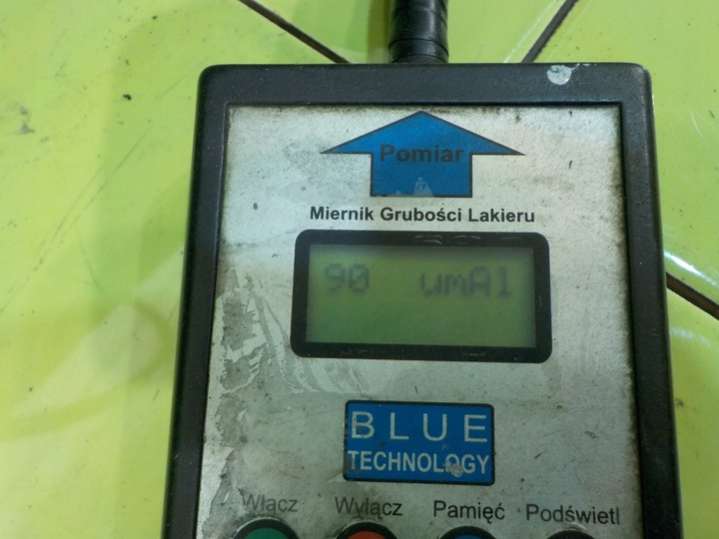 Pomiar
Miernik Grubości Lakieru
90 umAl
BLUE
TECHNOLOGY
Włącz Wyłącz Pamięć Podświetl